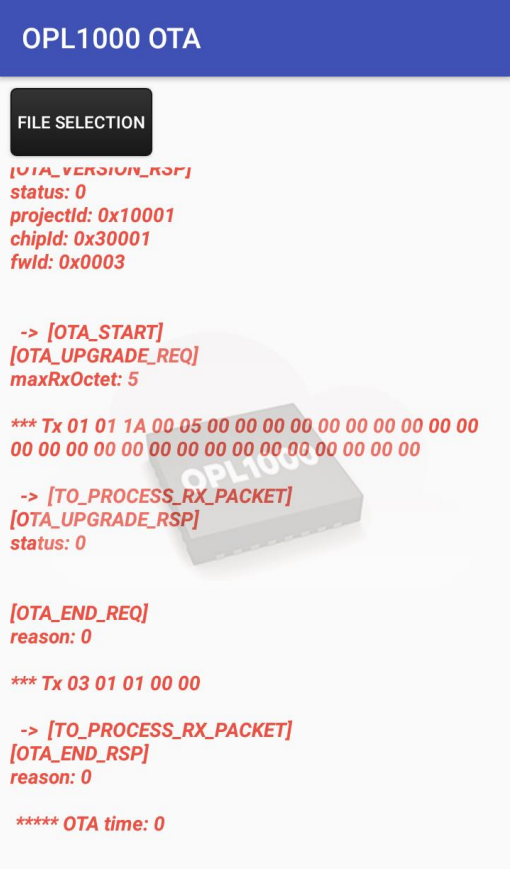 OPL1000 OTA
FILE SELECTION
[OTA_VERSION_RSP]
status: 0
projectId: 0x10001
chipId: 0x30001
fwId: 0x0003
-> [OTA_START]
[OTA_UPGRADE_REQ]
maxRxOctet: 5
*** Tx 01 01 1A 00 05 00 00 00 00 00 00 00 00 00 00
00 00 00 00 00 00 00 00 00 00 00 00 00 00 00
OPL1000
-> [TO_PROCESS_RX_PACKET]
[OTA_UPGRADE_RSP]
status: 0
[OTA_END_REQ]
reason: 0
*** Tx 03 01 01 00 00
-> [TO_PROCESS_RX_PACKET]
[OTA_END_RSP]
reason: 0
***** OTA time: 0